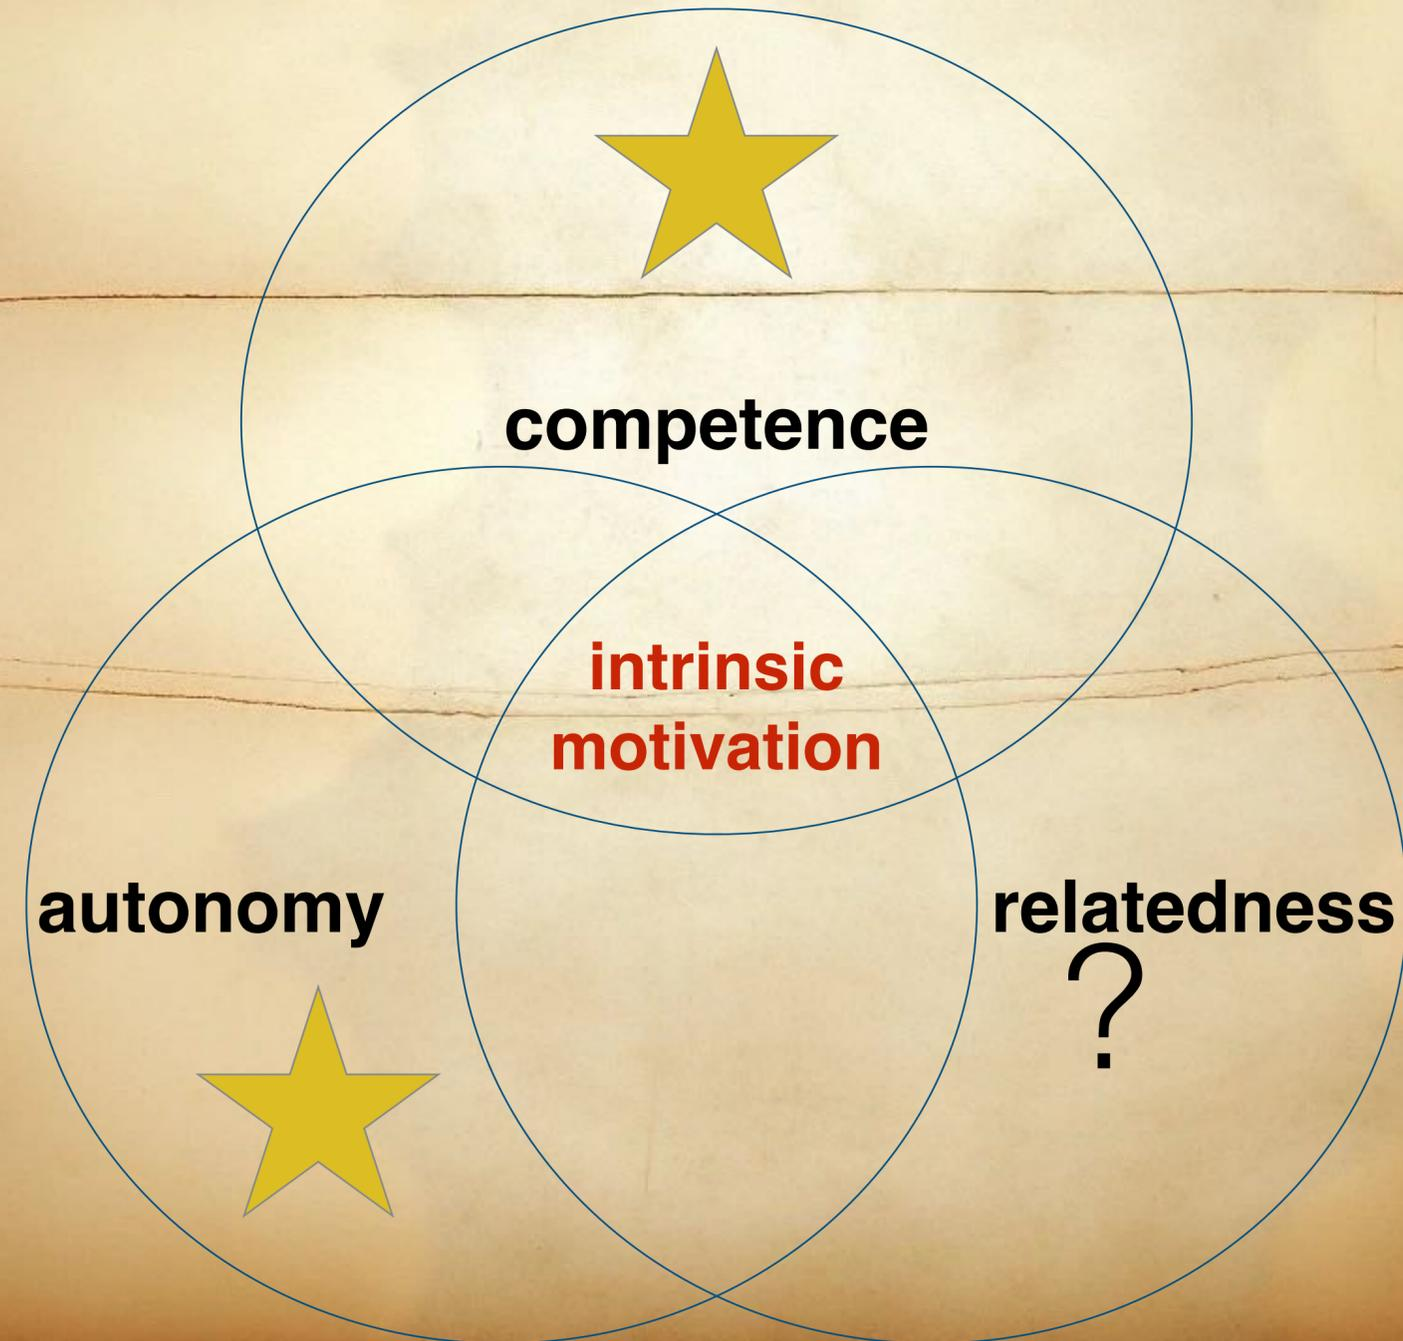 competence
intrinsic
motivation
autonomy
relatedness
?